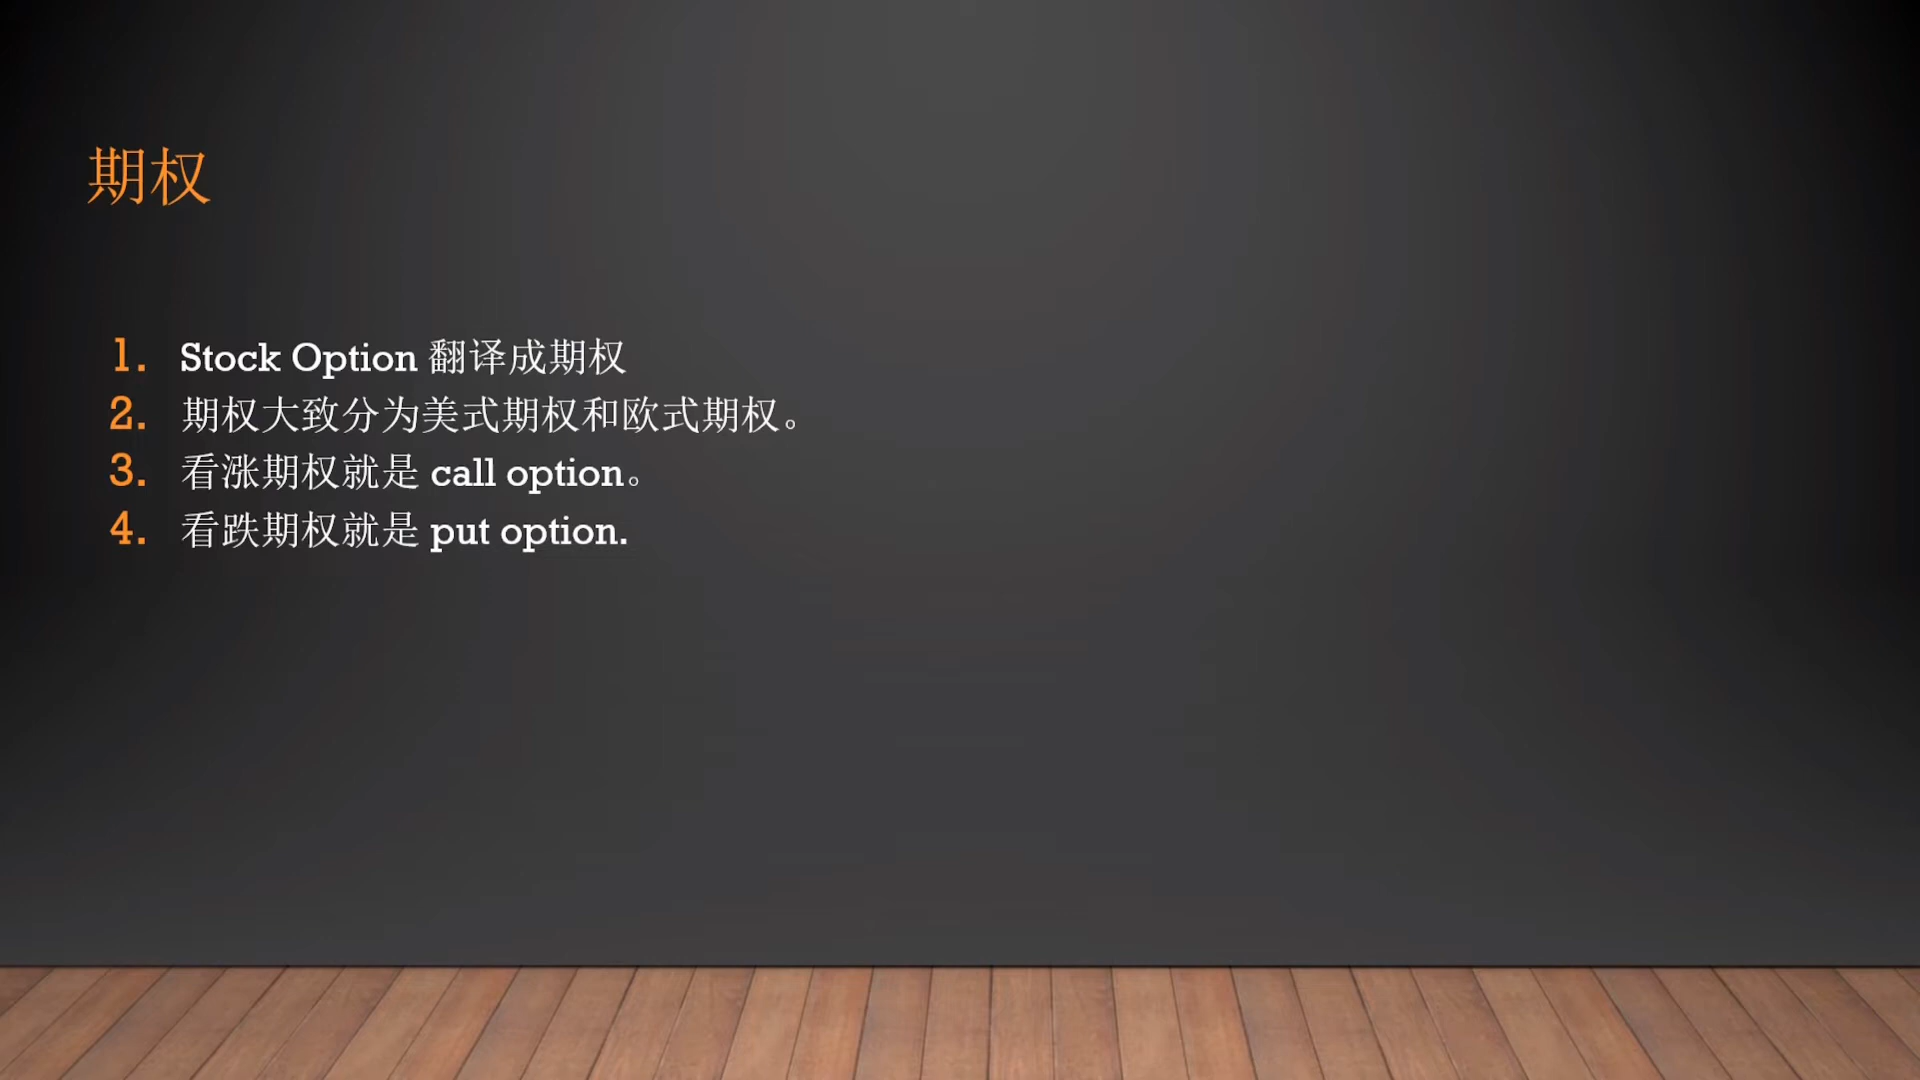 期权
1. Stock Option 翻译成期权
2. 期权大致分为美式期权和欧式期权。
3. 看涨期权就是 call option。
4. 看跌期权就是 put option.